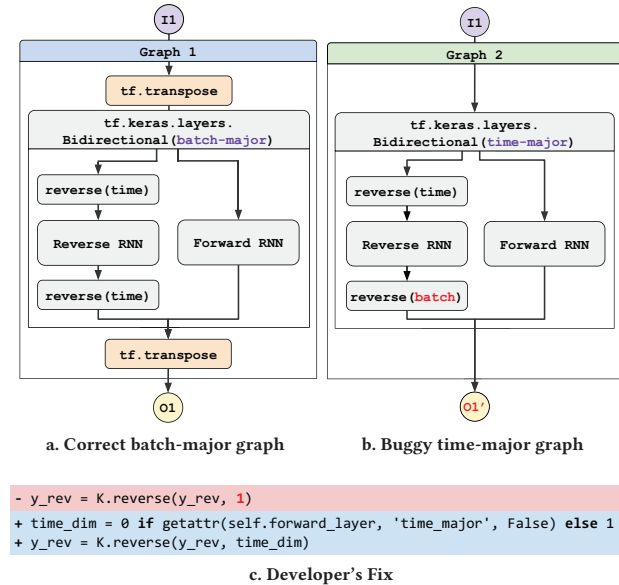 I1
Graph 1
tf.transpose
tf.keras.layers.
Bidirectional(batch-major)
reverse(time)
Reverse RNN
Forward RNN
reverse(time)
tf.transpose
O1
a. Correct batch-major graph
I1
Graph 2
tf.keras.layers.
Bidirectional(time-major)
reverse(time)
Reverse RNN
Forward RNN
reverse(batch)
O1'
b. Buggy time-major graph
- y_rev = K.reverse(y_rev, 1)
+ time_dim = 0 if getattr(self.forward_layer, 'time_major', False) else 1
+ y_rev = K.reverse(y_rev, time_dim)
c. Developer's Fix